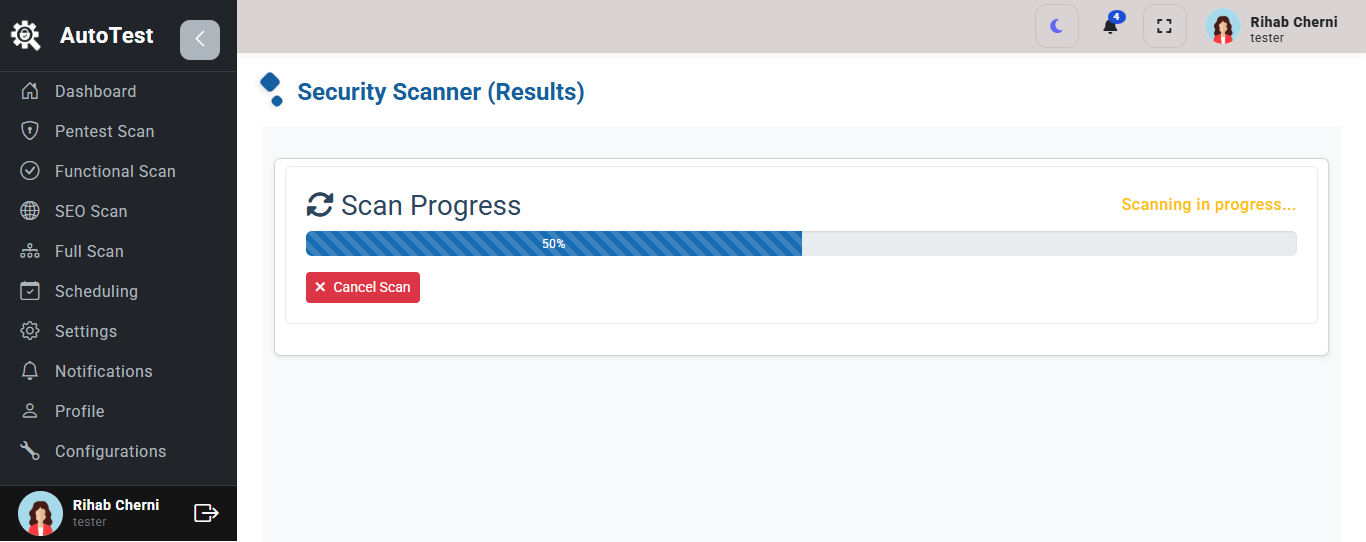 AutoTest
4
Rihab Cherni
tester
Dashboard
Pentest Scan
Functional Scan
SEO Scan
Full Scan
Scheduling
Settings
Notifications
Profile
Configurations
Rihab Cherni
tester
Security Scanner (Results)
Scan Progress
Scanning in progress...
50%
Cancel Scan